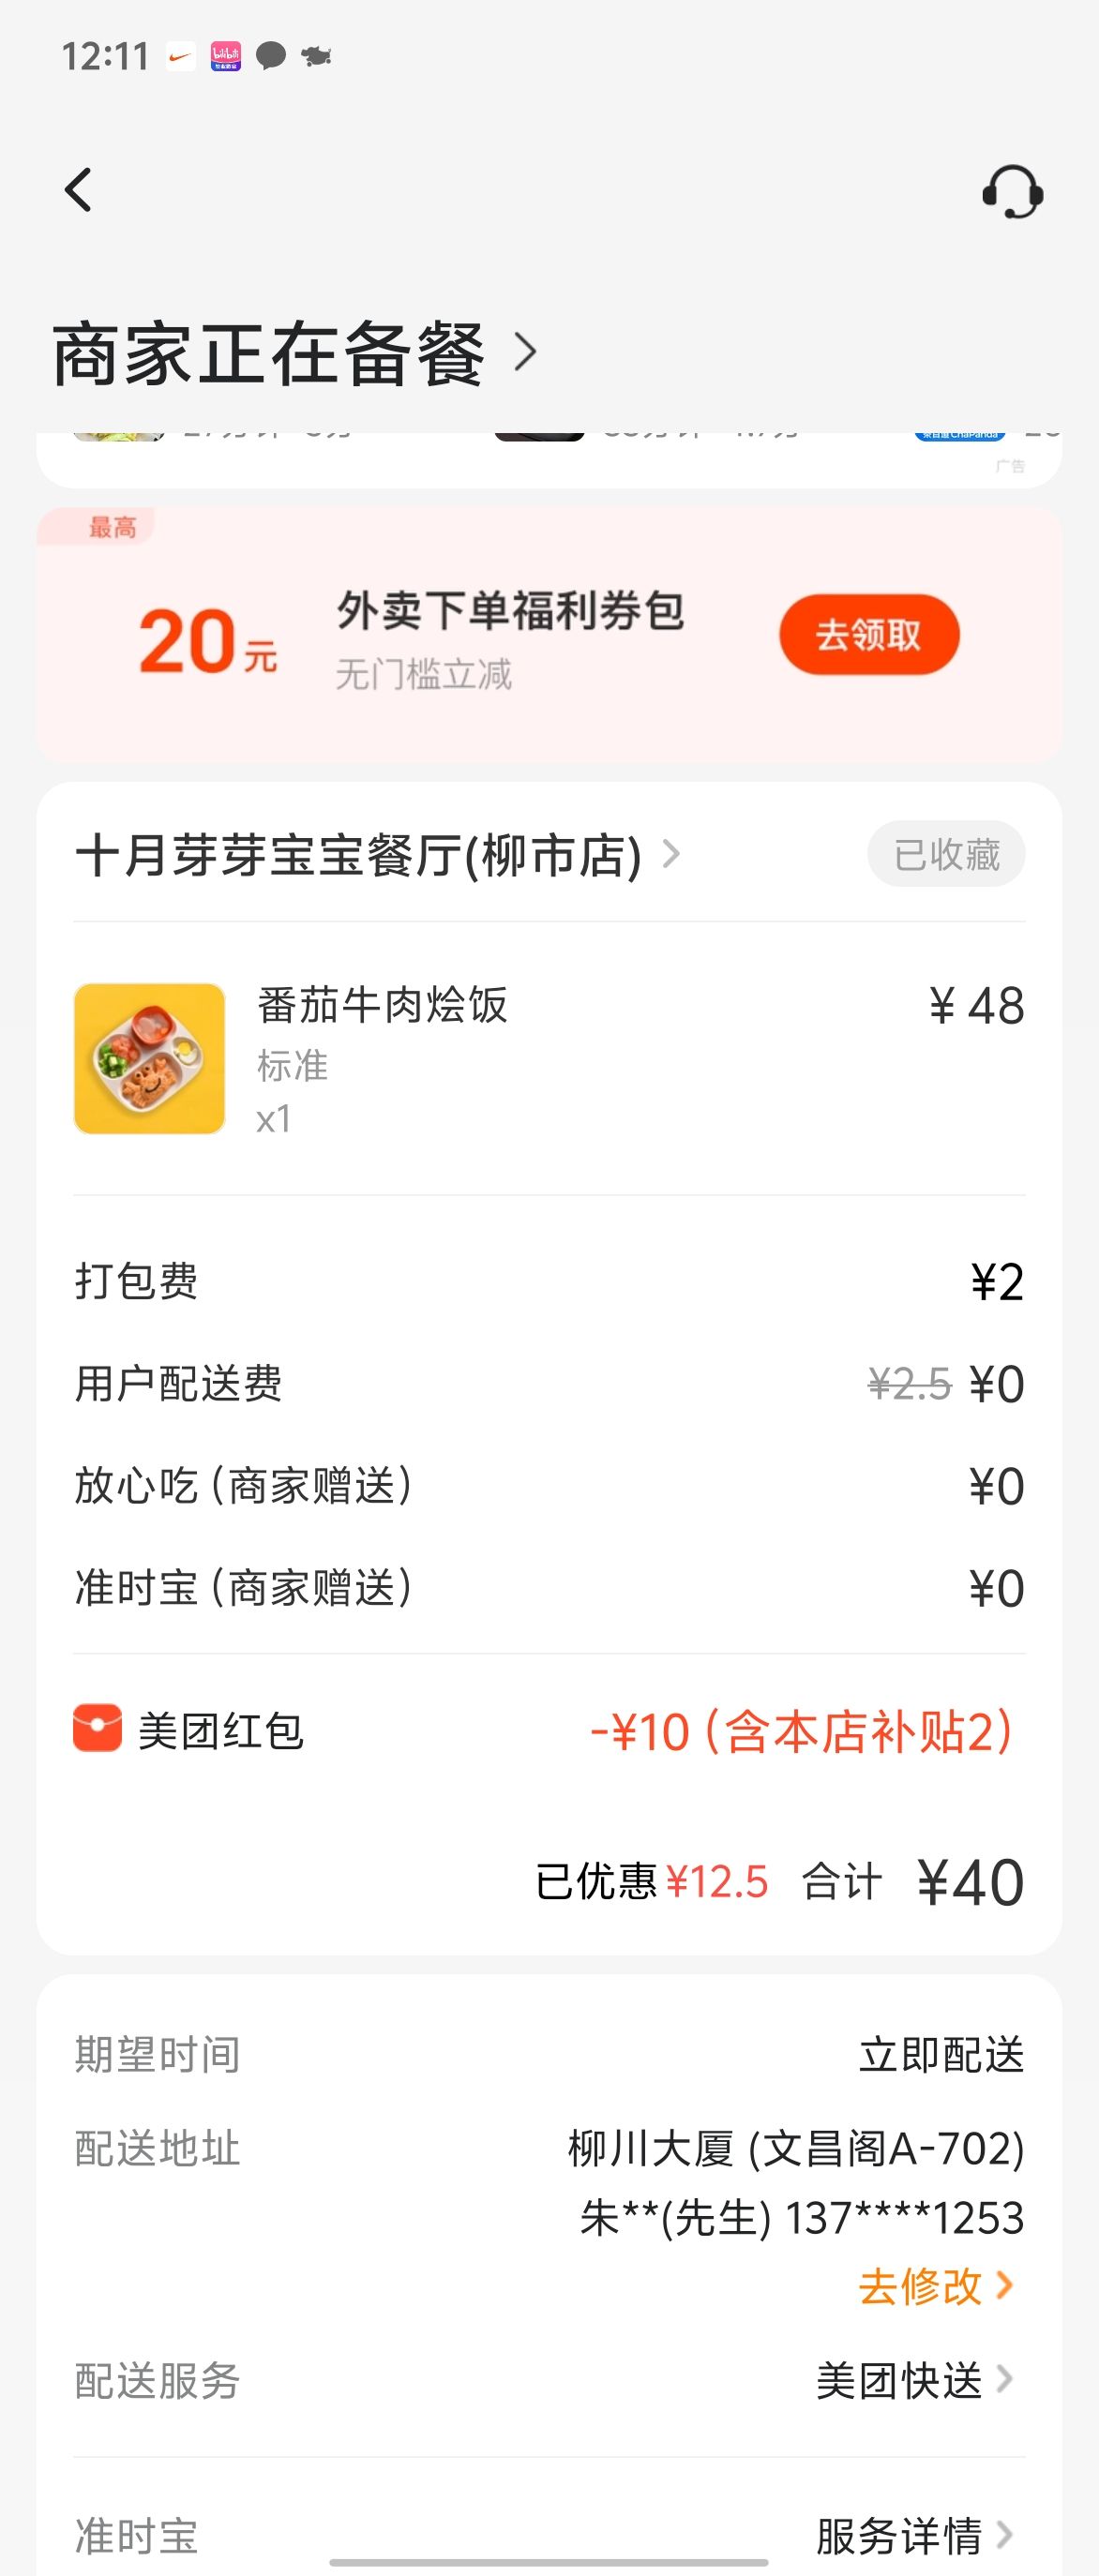 12:11
商家正在备餐
广告
最高
20元
外卖下单福利券包
无门槛立减
去领取
十月芽芽宝宝餐厅(柳市店)
已收藏
番茄牛肉烩饭
¥48
标准
x1
打包费
¥2
用户配送费
¥2.5 ¥0
放心吃(商家赠送)
¥0
准时宝(商家赠送)
¥0
美团红包
-¥10(含本店补贴2)
已优惠¥12.5 合计 ¥40
期望时间
立即配送
配送地址
柳川大厦 (文昌阁A-702)
朱**(先生) 137****1253
去修改
配送服务
美团快送
准时宝
服务详情